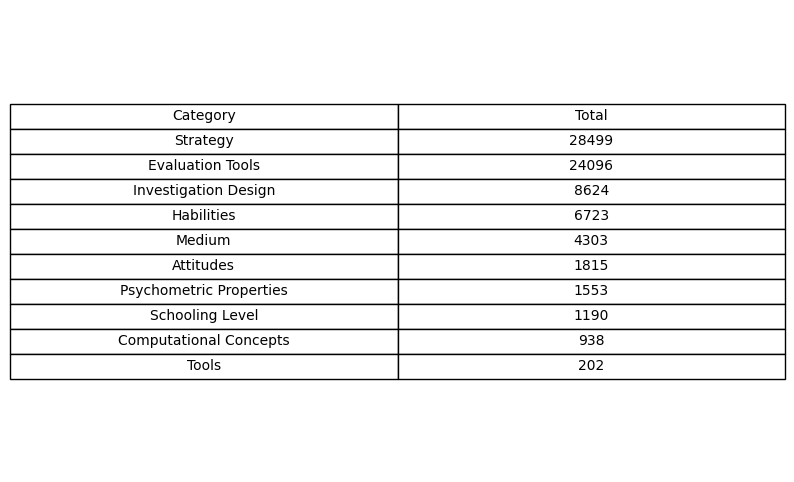 Category Total
Strategy 28499
Evaluation Tools 24096
Investigation Design 8624
Habilities 6723
Medium 4303
Attitudes 1815
Psychometric Properties 1553
Schooling Level 1190
Computational Concepts 938
Tools 202